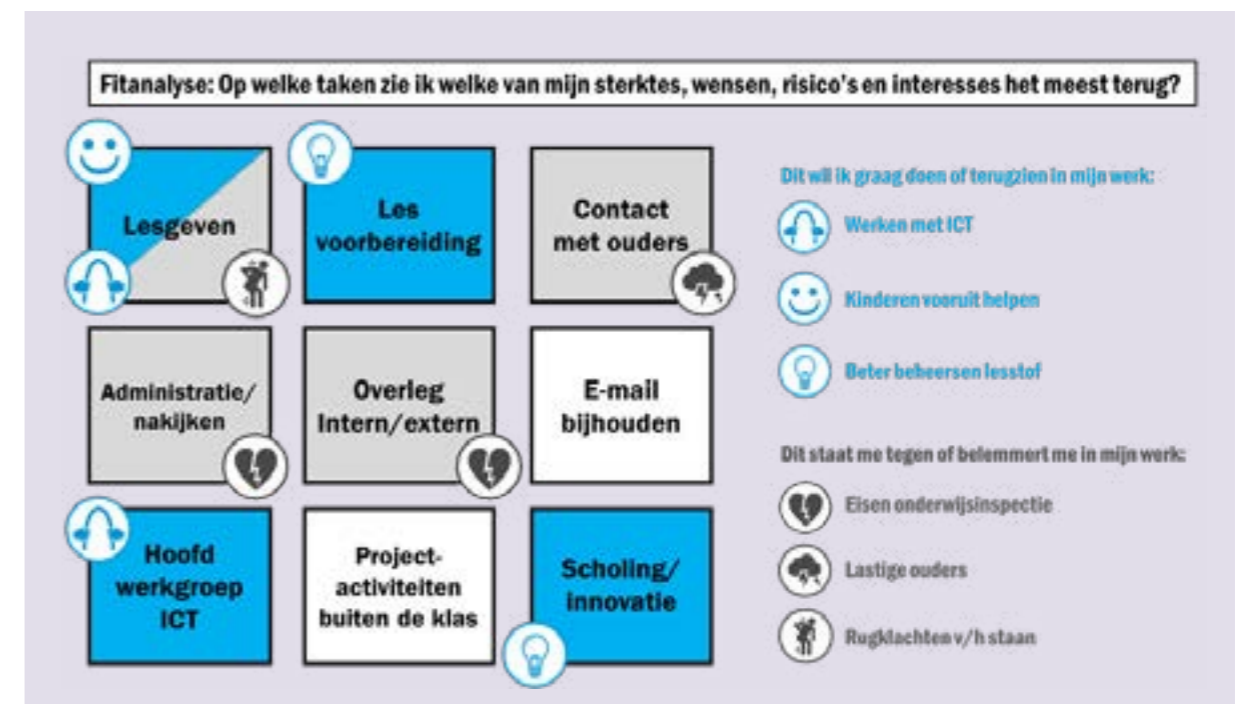 Fitanalyse: Op welke taken zie ik welke van mijn sterktes, wensen, risico's en interesses het meest terug?
Lesgeven
Les
voorbereiding
Contact
met ouders
Administratie/
nakijken
Overleg
Intern/extern
E-mail
bijhouden
Hoofd
werkgroep
ICT
Project-
activiteiten
buiten de klas
Scholing/
innovatie
Dit wil ik graag doen of terugzien in mijn werk:
Werken met ICT
Kinderen vooruit helpen
Beter beheersen lesstof
Dit staat me tegen of belemmert me in mijn werk:
Eisen onderwijsinspectie
Lastige ouders
Rugklachten v/h staan